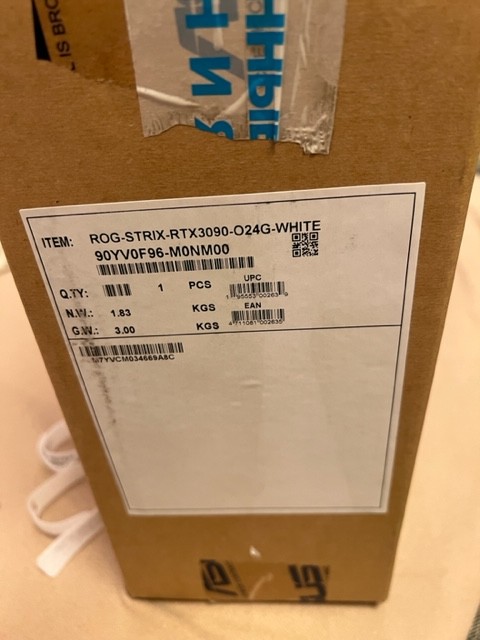 L IS BRO
И Н
ННЫ
ITEM: ROG-STRIX-RTX3090-O24G-WHITE
90YV0F96-M0NM00
Q.TY: 1 PCS
UPC
N.W.: 1.83 KGS
EAN
G.W.: 3.00 KGS